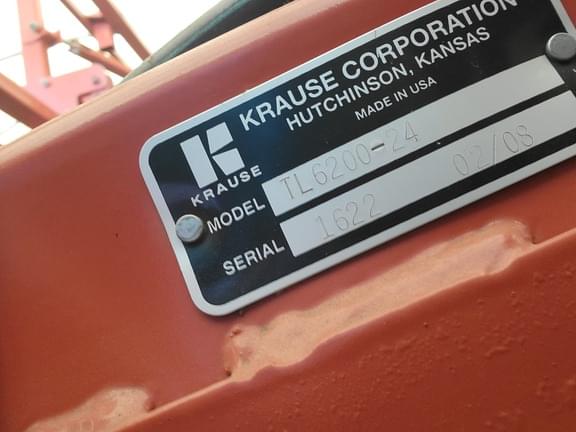 KRAUSE CORPORATION
HUTCHINSON, KANSAS
MADE IN USA
KRAUSE
MODEL TL6200-24
SERIAL 1622 02/08